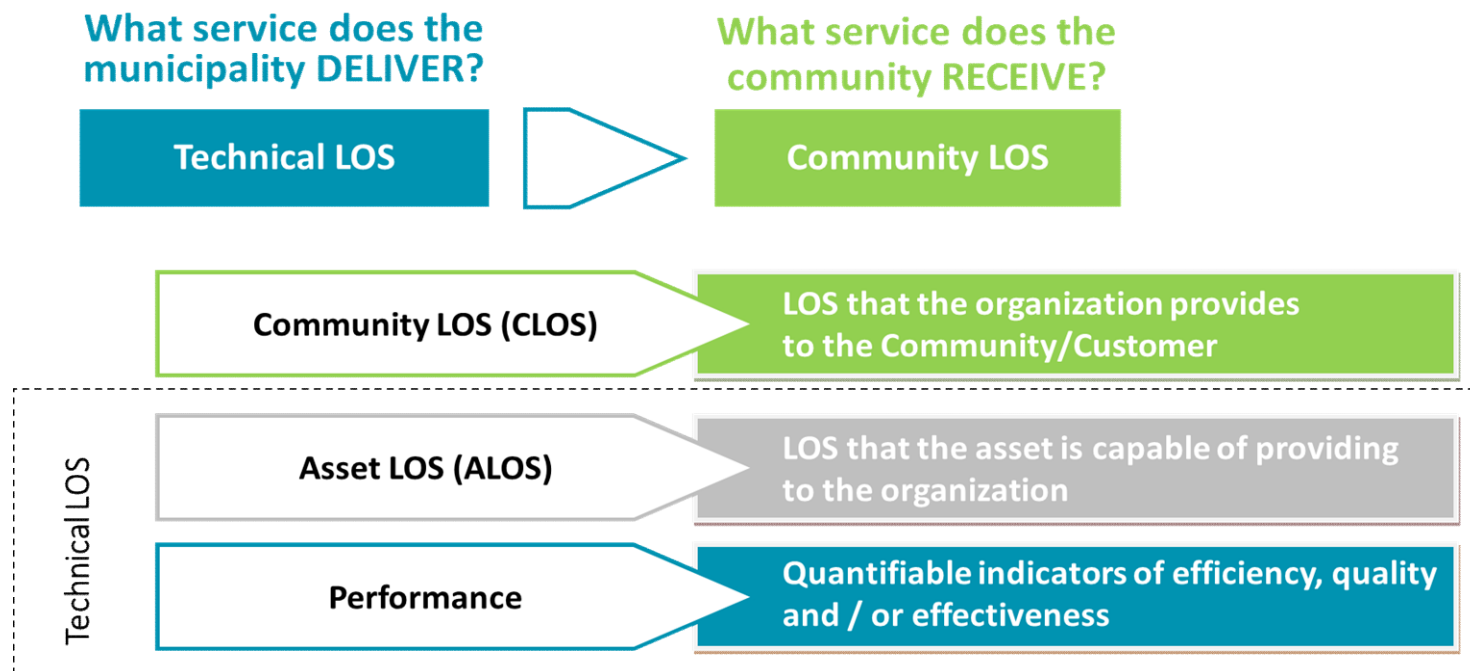 What service does the
municipality DELIVER?
What service does the
community RECEIVE?
Technical LOS
Community LOS
Community LOS (CLOS)
LOS that the organization provides
to the Community/Customer
Technical LOS
Asset LOS (ALOS)
LOS that the asset is capable of providing
to the organization
Performance
Quantifiable indicators of efficiency, quality
and / or effectiveness